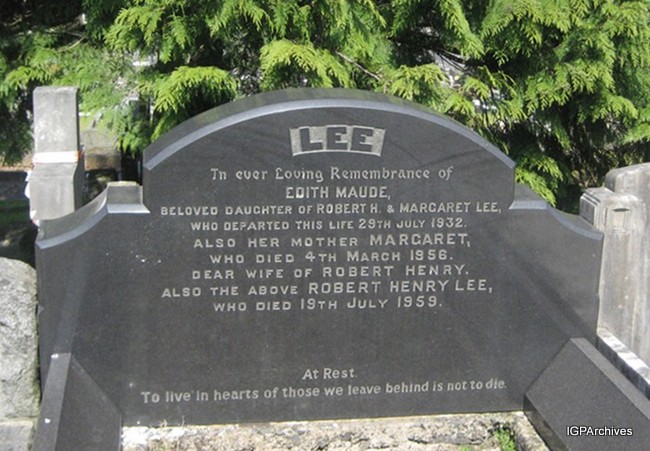 LEE
In ever Loving Remembrance of
EDITH MAUDE,
BELOVED DAUGHTER OF ROBERT H. & MARGARET LEE,
WHO DEPARTED THIS LIFE 29TH JULY 1932.
ALSO HER MOTHER MARGARET,
WHO DIED 4TH MARCH 1956.
DEAR WIFE OF ROBERT HENRY.
ALSO THE ABOVE ROBERT HENRY LEE,
WHO DIED 19TH JULY 1959.
At Rest.
To live in hearts of those we leave behind is not to die.
IGPArchives